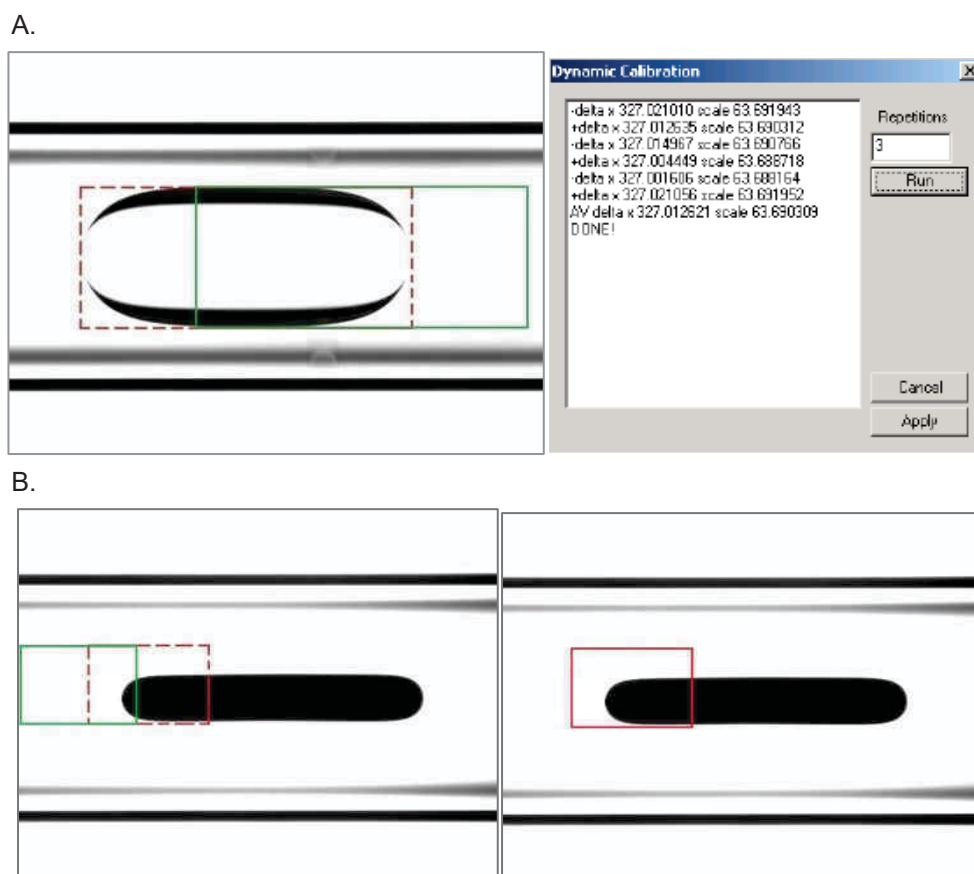 A.
Dynamic Calibration
-delta x 327.021010 scale 63.691943
+delta x 327.012635 scale 63.690312
-delta x 327.014967 scale 63.690766
+delta x 327.004449 scale 63.688718
-delta x 327.001606 scale 63.688164
+delta x 327.021056 scale 63.691952
AV delta x 327.012621 scale 63.690309
DONE!
Repetitions
3
Run
Cancel
Apply
B.